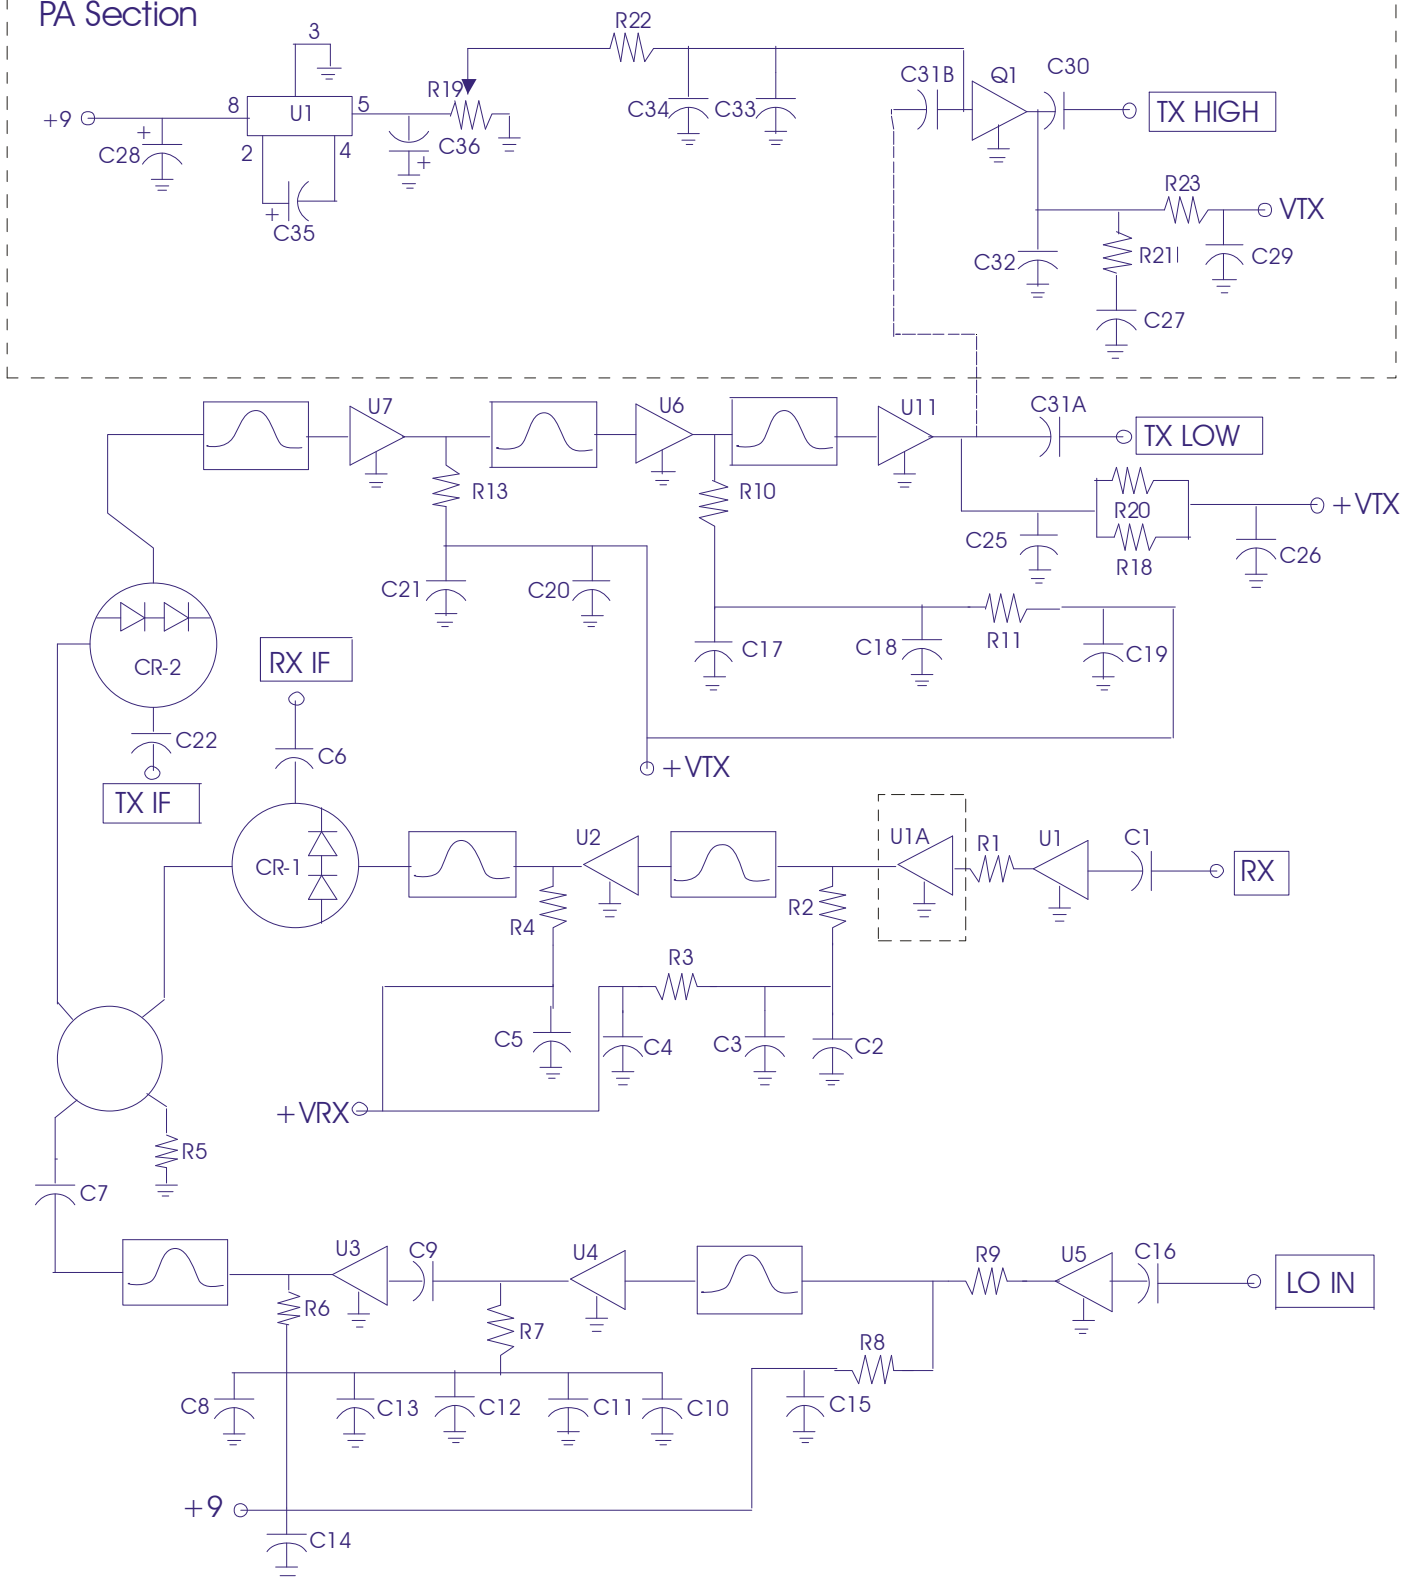 PA Section
3
R22
R19
C31B
Q1
C30
+9
8
U1
5
C34
C33
TX HIGH
+
C28
2
4
C36
+
+
C35
R23
VTX
C32
R21|
C29
C27
U7
U6
U11
C31A
TX LOW
R13
R10
R20
+VTX
C25
R18
C26
C21
C20
C17
C18
R11
C19
CR-2
RX IF
C22
C6
+VTX
TX IF
U2
U1A
R1
U1
C1
CR-1
RX
R4
R2
R3
C5
C4
C3
C2
+VRX
R5
C7
U3
C9
U4
R9
U5
C16
LO IN
R6
R7
R8
C8
C13
C12
C11
C10
C15
+9
C14